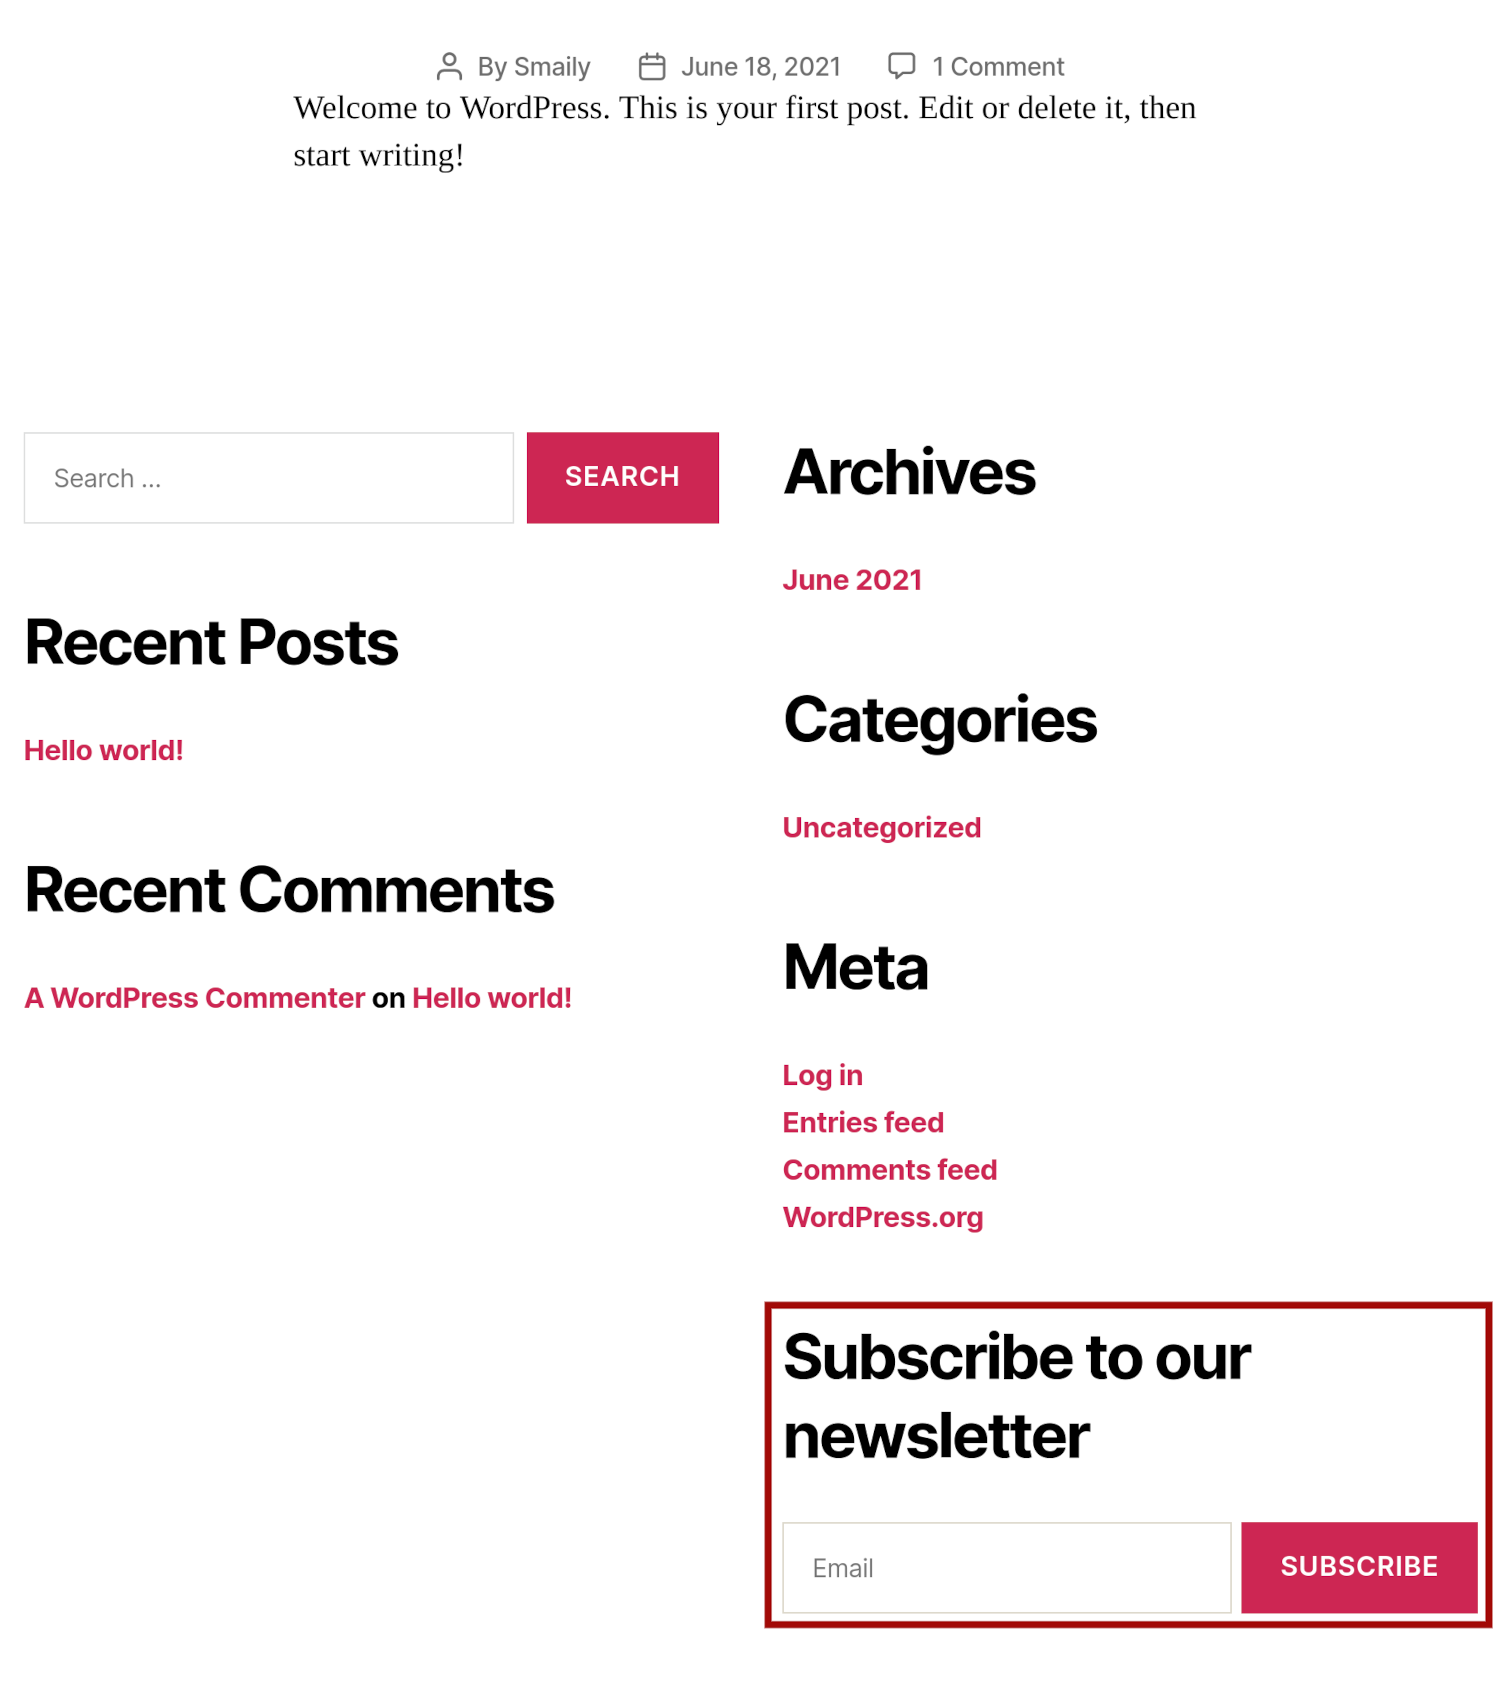 By Smaily June 18, 2021 1 Comment
Welcome to WordPress. This is your first post. Edit or delete it, then
start writing!
Search ...
SEARCH
Recent Posts
Hello world!
Recent Comments
A WordPress Commenter on Hello world!
Archives
June 2021
Categories
Uncategorized
Meta
Log in
Entries feed
Comments feed
WordPress.org
Subscribe to our
newsletter
Email
SUBSCRIBE